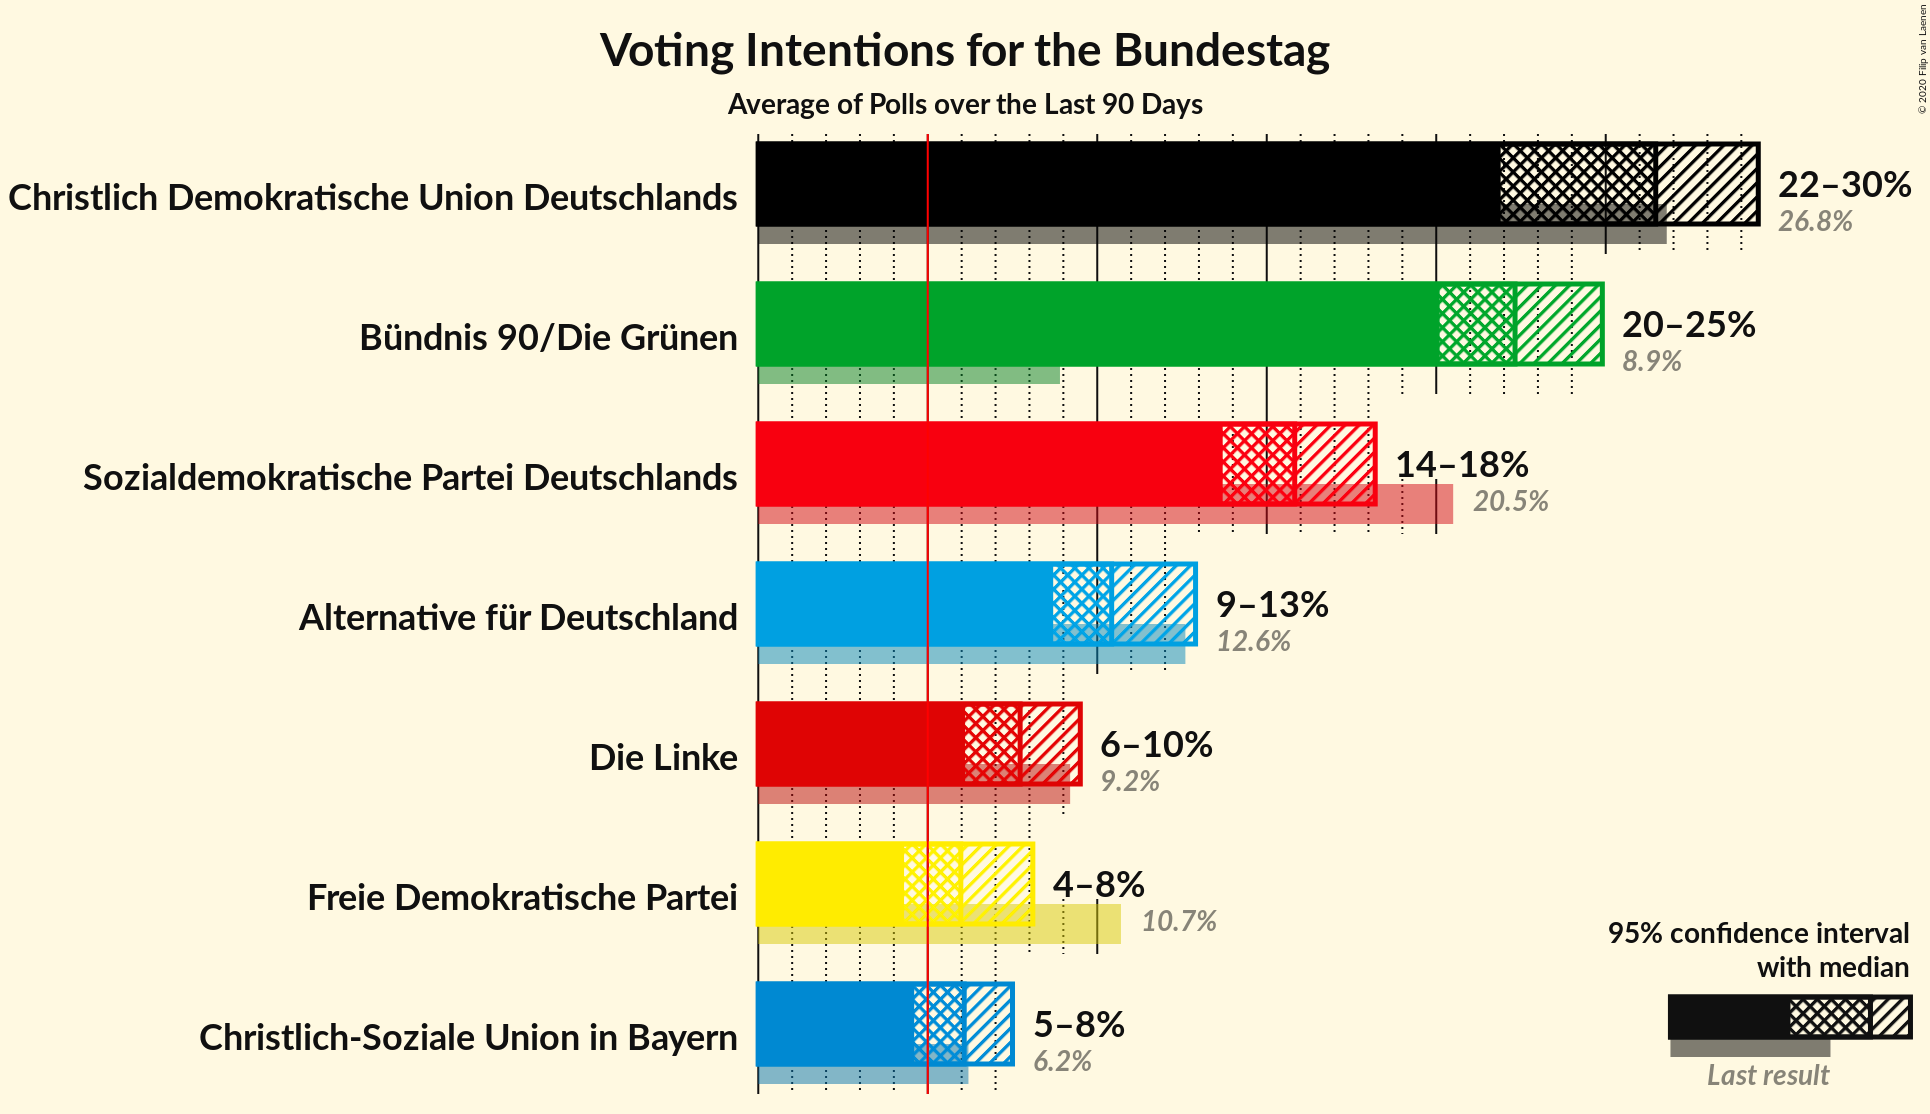 Voting Intentions for the Bundestag
Average of Polls over the Last 90 Days
© 2020 Filip van Laenen
Christlich Demokratische Union Deutschlands
22–30%
26.8%
Bündnis 90/Die Grünen
20–25%
8.9%
Sozialdemokratische Partei Deutschlands
14–18%
20.5%
Alternative für Deutschland
9–13%
12.6%
Die Linke
6–10%
9.2%
Freie Demokratische Partei
4–8%
10.7%
Christlich-Soziale Union in Bayern
5–8%
6.2%
95% confidence interval
with median
Last result